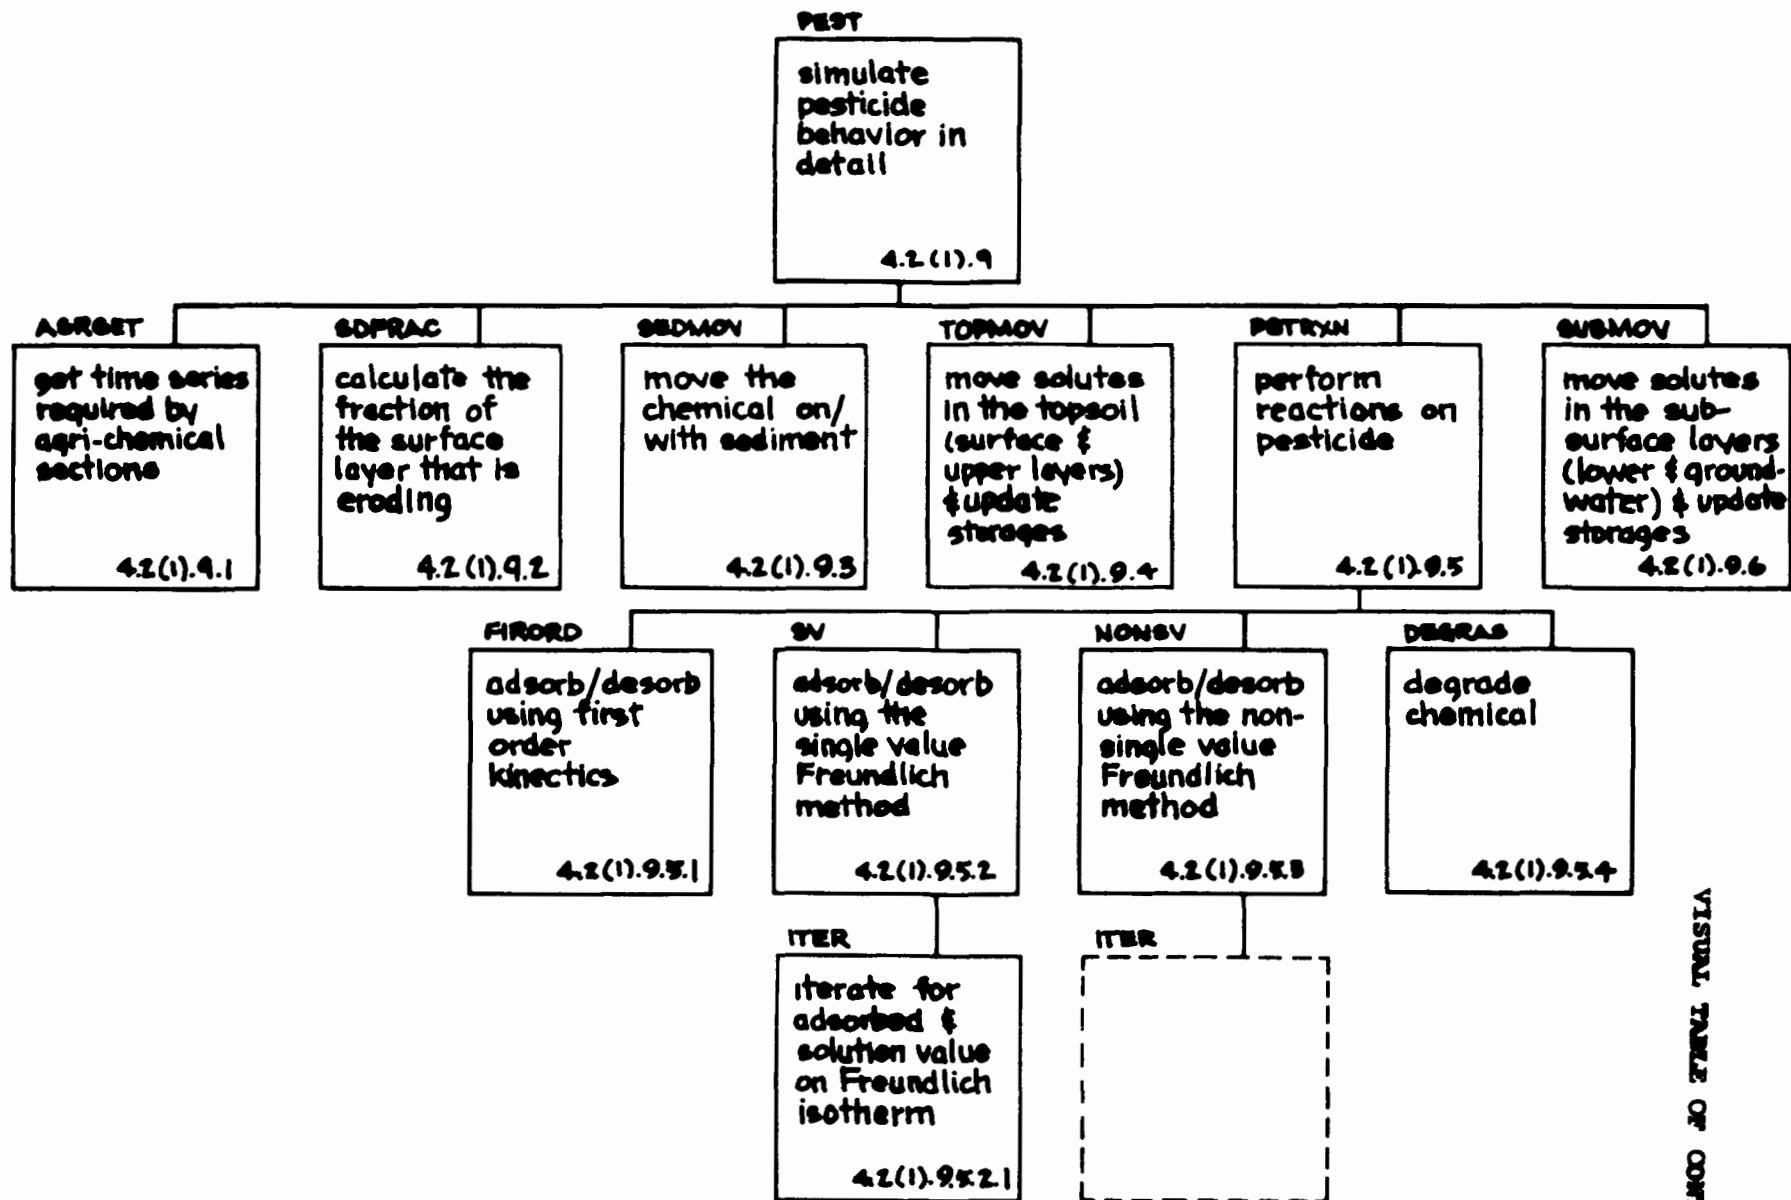 PEST
simulate
pesticide
behavior in
detail
4.2(1).9
AGRGET
get time series
required by
agri-chemical
sections
4.2(1).9.1
SDFRAC
calculate the
fraction of
the surface
layer that is
eroding
4.2(1).9.2
SEDMOV
move the
chemical on/
with sediment
4.2(1).9.3
TOPMOV
move solutes
in the topsoil
(surface &
upper layers)
& update
storages
4.2(1).9.4
PSTRXN
perform
reactions on
pesticide
4.2(1).9.5
SUBMOV
move solutes
in the sub-
surface layers
(lower & ground-
water) & update
storages
4.2(1).9.6
FIRORD
adsorb/desorb
using first
order
kinectics
4.2(1).9.5.1
SV
adsorb/desorb
using the
single value
Freundlich
method
4.2(1).9.5.2
NONSV
adsorb/desorb
using the non-
single value
Freundlich
method
4.2(1).9.5.3
DEGRAS
degrade
chemical
4.2(1).9.5.4
ITER
iterate for
adsorbed &
solution value
on Freundlich
isotherm
4.2(1).9.5.2.1
ITER
VISUAL TABLE OF CON